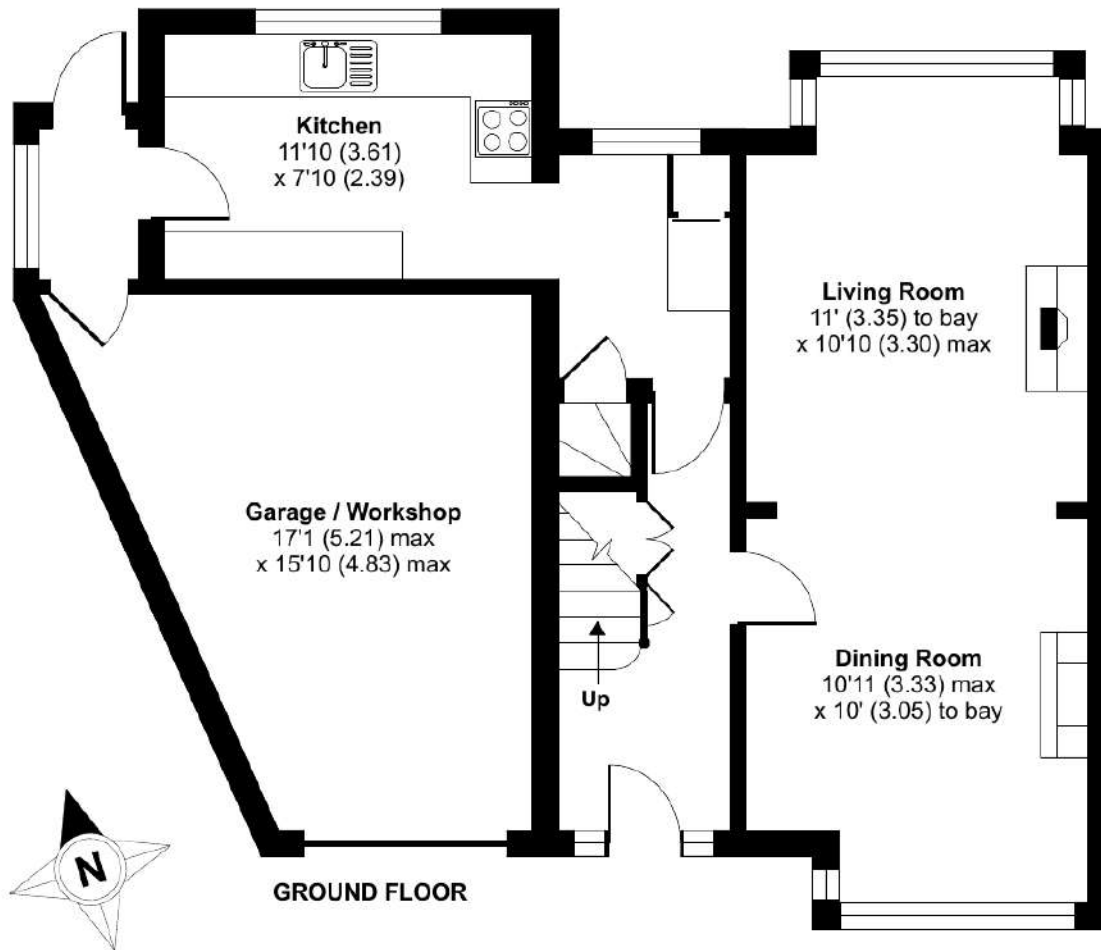 Kitchen
11'10 (3.61)
x 7'10 (2.39)
Living Room
11' (3.35) to bay
x 10'10 (3.30) max
Garage / Workshop
17'1 (5.21) max
x 15'10 (4.83) max
Dining Room
10'11 (3.33) max
x 10' (3.05) to bay
Up
N
GROUND FLOOR